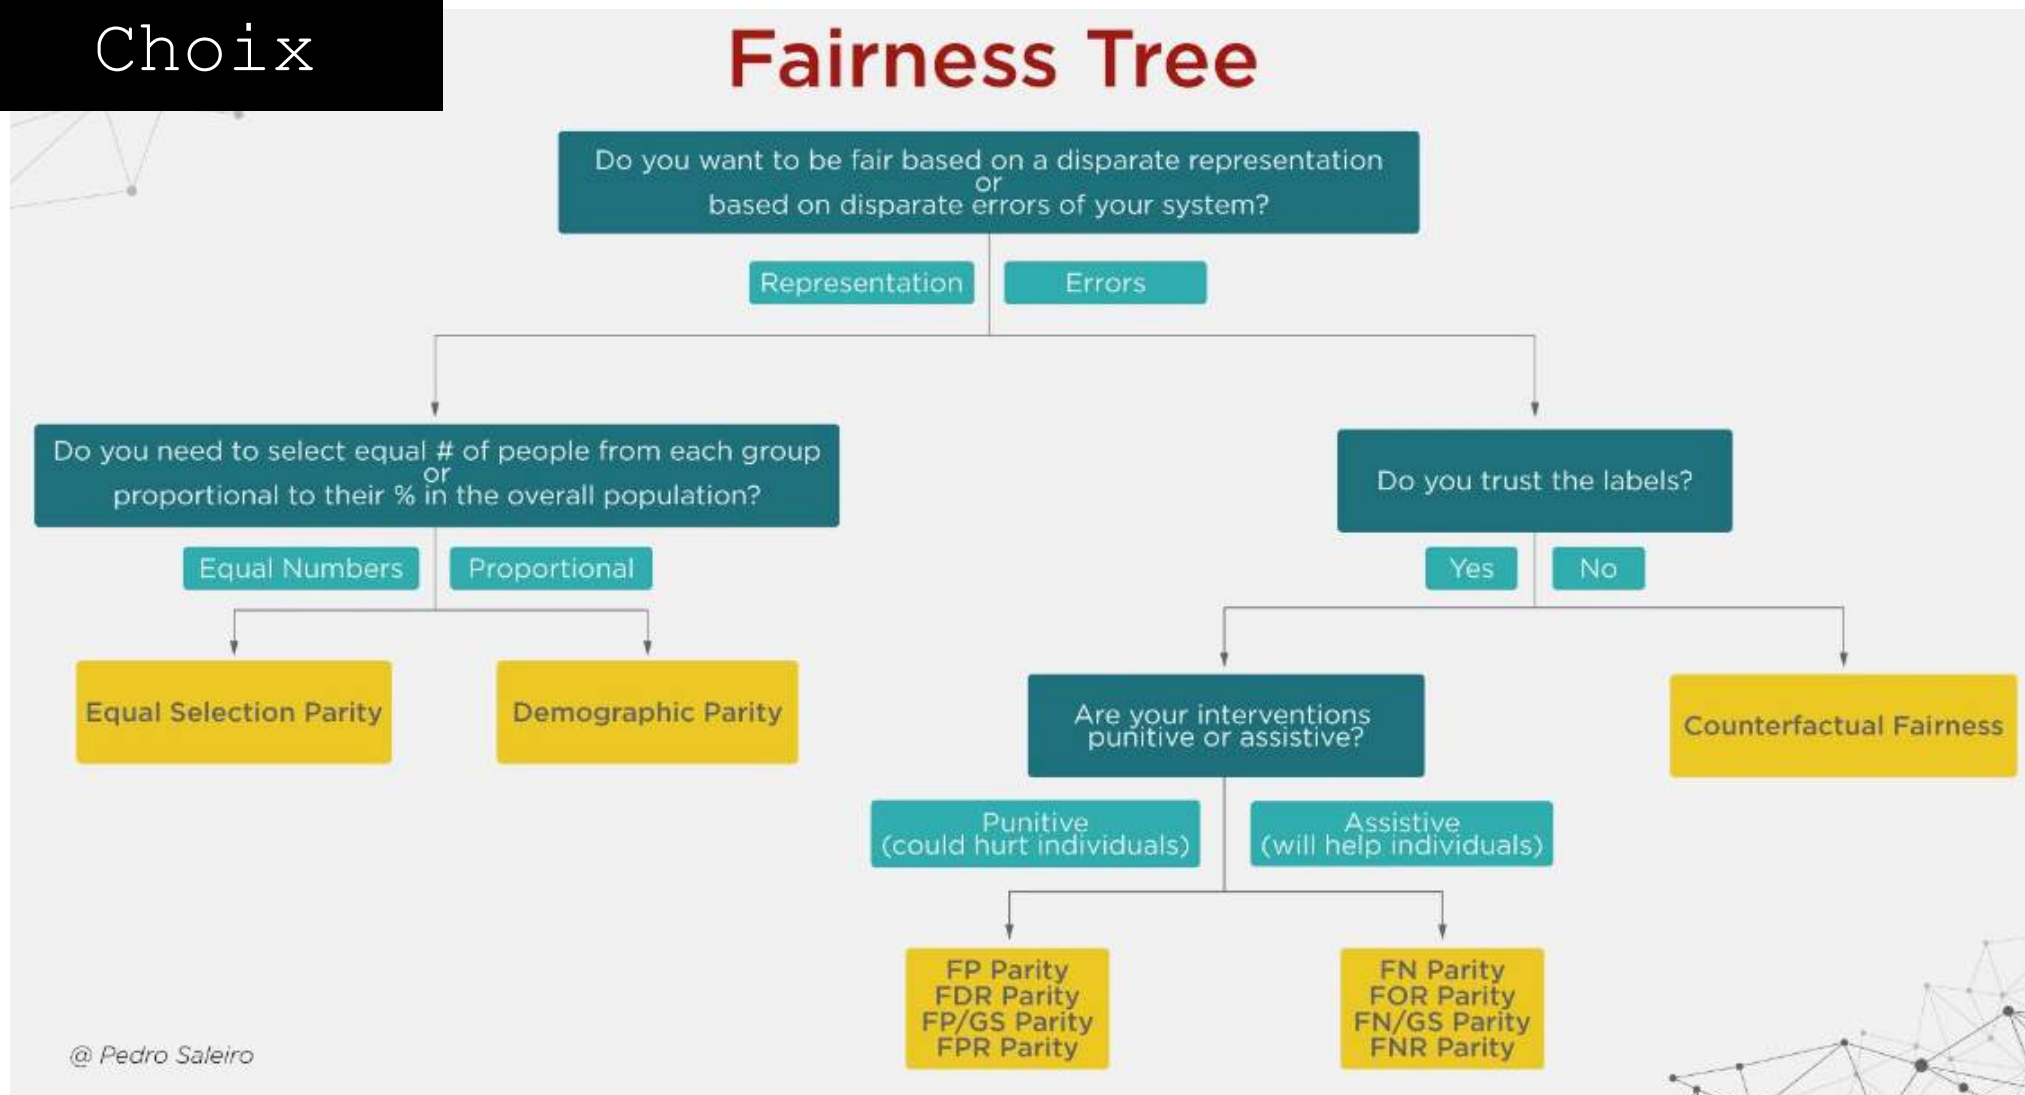 Choix
Fairness Tree
Do you want to be fair based on a disparate representation
or
based on disparate errors of your system?
Representation
Errors
Do you need to select equal # of people from each group
or
proportional to their % in the overall population?
Do you trust the labels?
Equal Numbers
Proportional
Yes
No
Equal Selection Parity
Demographic Parity
Are your interventions
punitive or assistive?
Counterfactual Fairness
Punitive
(could hurt individuals)
Assistive
(will help individuals)
FP Parity
FDR Parity
FP/GS Parity
FPR Parity
FN Parity
FOR Parity
FN/GS Parity
FNR Parity
@ Pedro Saleiro